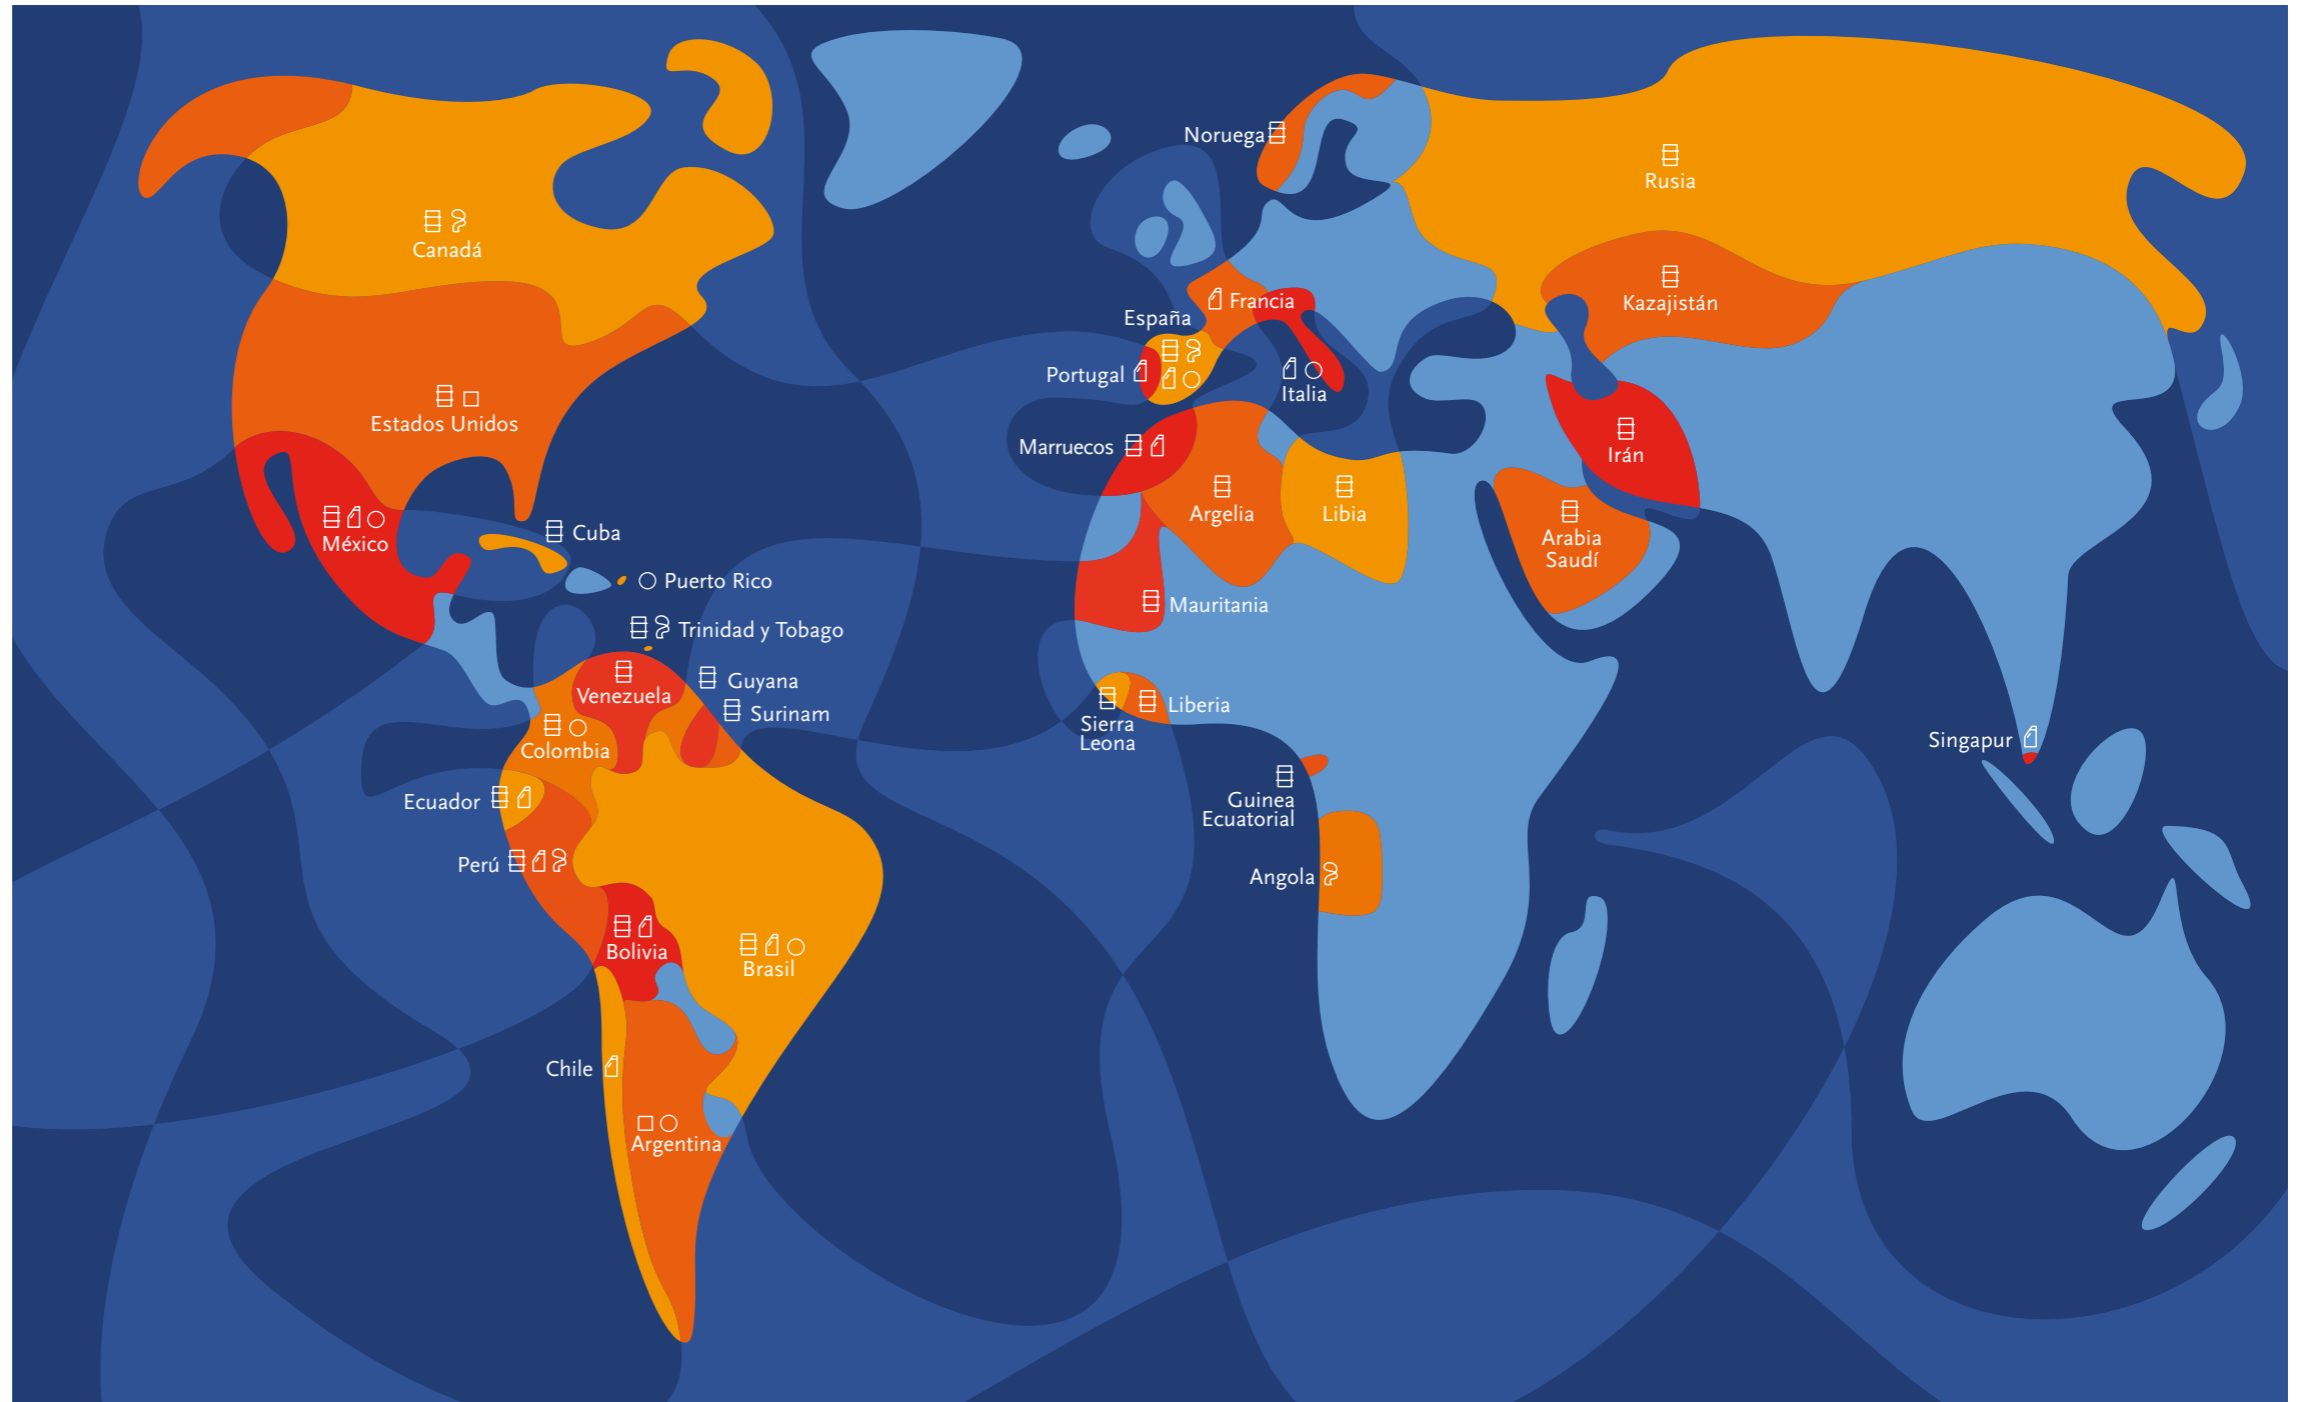 Noruega
Rusia
Canadá
Kazajistán
Francia
España
Portugal
Italia
Estados Unidos
Marruecos
Irán
Argelia
Libia
México
Cuba
Arabia
Saudí
Puerto Rico
Mauritania
Trinidad y Tobago
Guyana
Venezuela
Surinam
Liberia
Sierra
Leona
Colombia
Singapur
Ecuador
Guinea
Ecuatorial
Perú
Angola
Bolivia
Brasil
Chile
Argentina